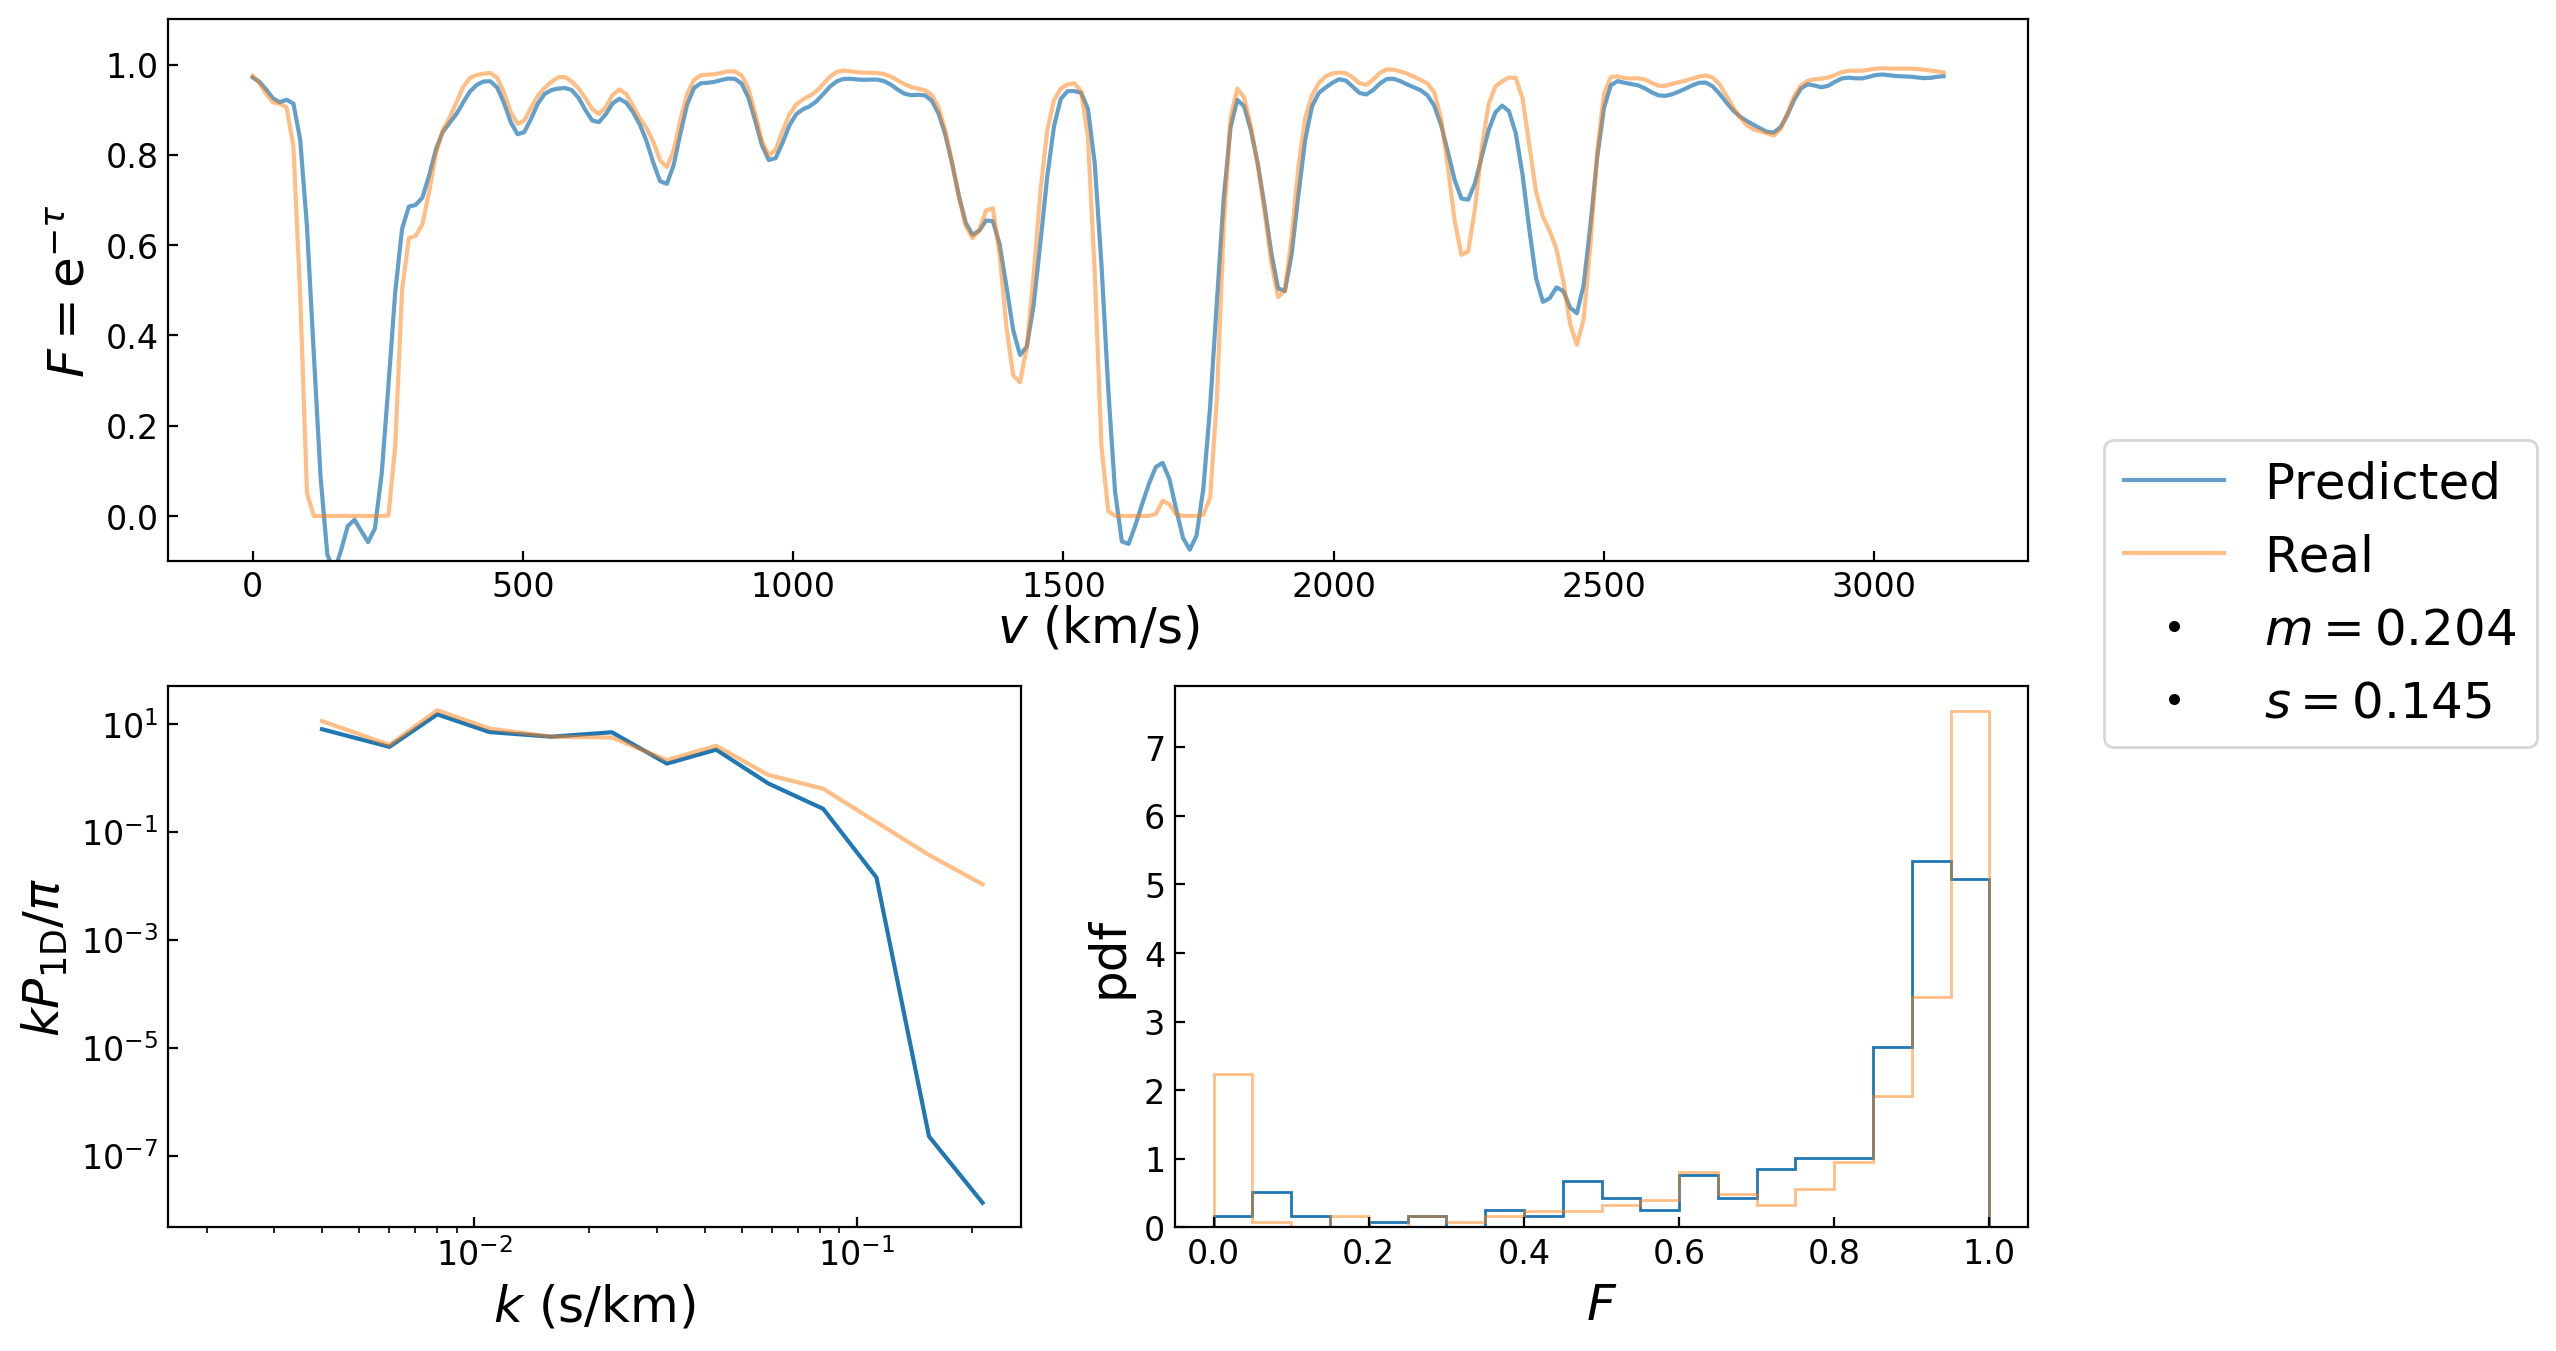 F = e^{-τ}
1.0
0.8
0.6
0.4
0.2
0.0
0 500 1000 1500 2000 2500 3000
v (km/s)
Predicted
Real
m = 0.204
s = 0.145
kP_{1D}/π
10^{1}
10^{-1}
10^{-3}
10^{-5}
10^{-7}
10^{-2} 10^{-1}
k (s/km)
pdf
7
6
5
4
3
2
1
0
0.0 0.2 0.4 0.6 0.8 1.0
F